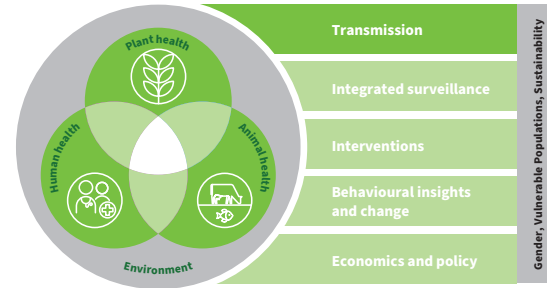 Plant health
Human health
Animal health
Environment
Transmission
Integrated surveillance
Interventions
Behavioural insights
and change
Economics and policy
Gender, Vulnerable Populations, Sustainability